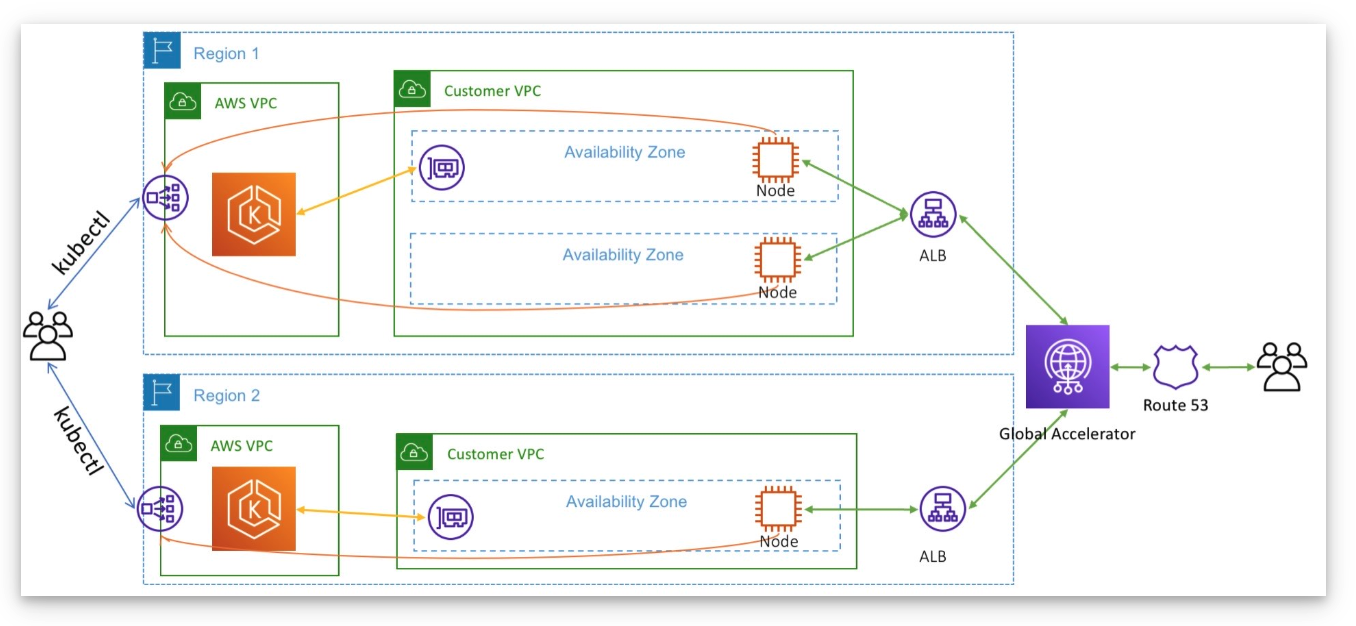 Region 1
AWS VPC
Customer VPC
Availability Zone
Node
kubectl
Availability Zone
Node
ALB
Region 2
AWS VPC
Customer VPC
kubectl
Availability Zone
Node
ALB
Global Accelerator
Route 53
K
K